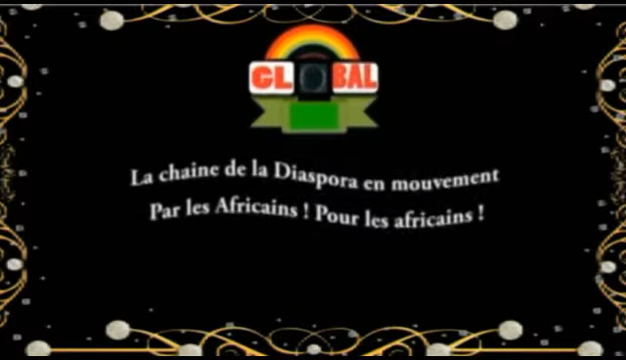 GLOBAL
La chaine de la Diaspora en mouvement
Par les Africains ! Pour les africains !